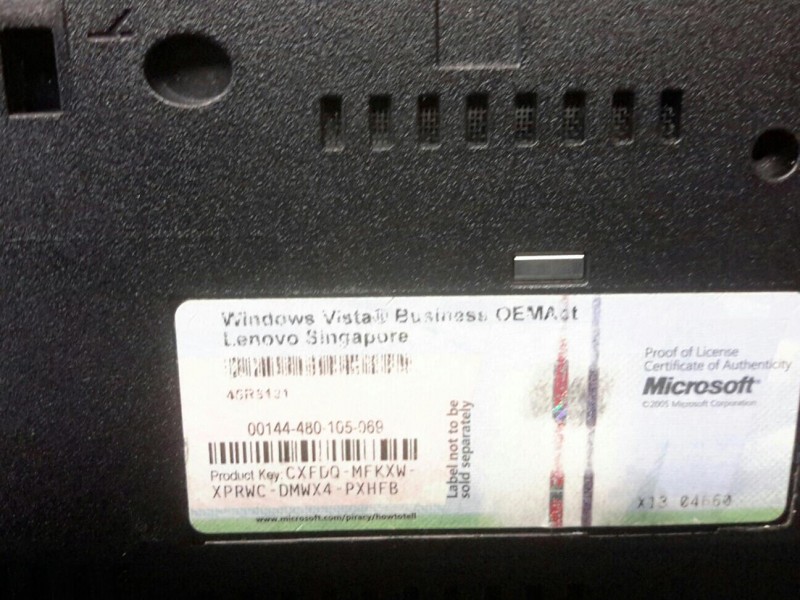 Windows Vista® Business OEMAct
Lenovo Singapore
00144-480-105-069
Product Key: CXFDQ-MFKXW-
XPRWC-DMWX4-PXHFB
www.microsoft.com/piracy/howtotell
Label not to be
sold separately
Proof of License
Certificate of Authenticity
Microsoft®
©2005 Microsoft Corporation
X13 04660